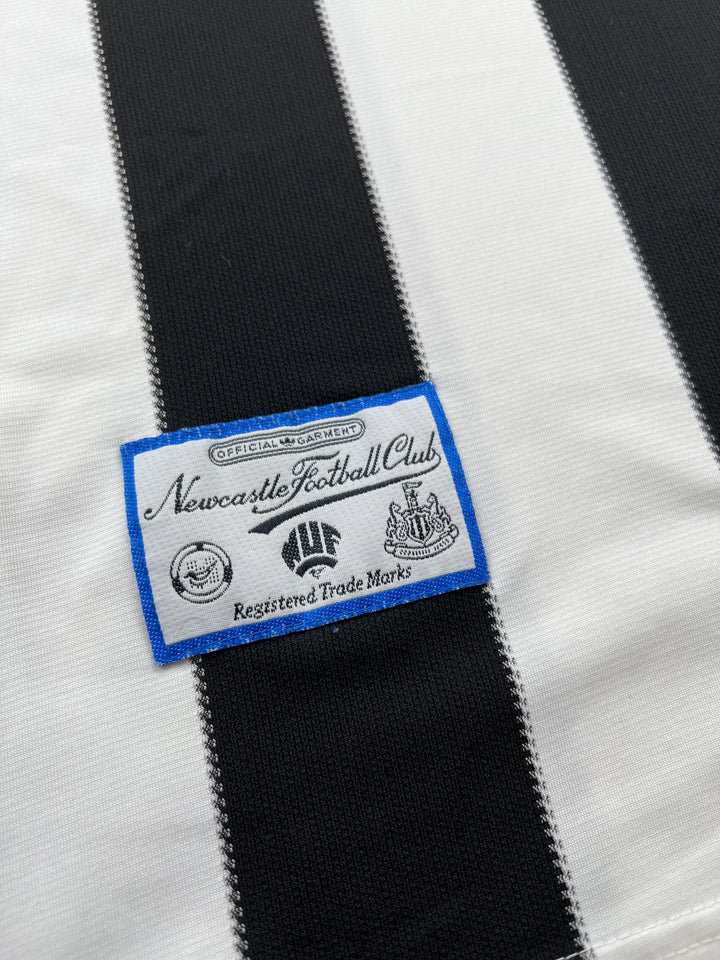 OFFICIAL GARMENT
Newcastle Football Club
NUF
Registered Trade Marks